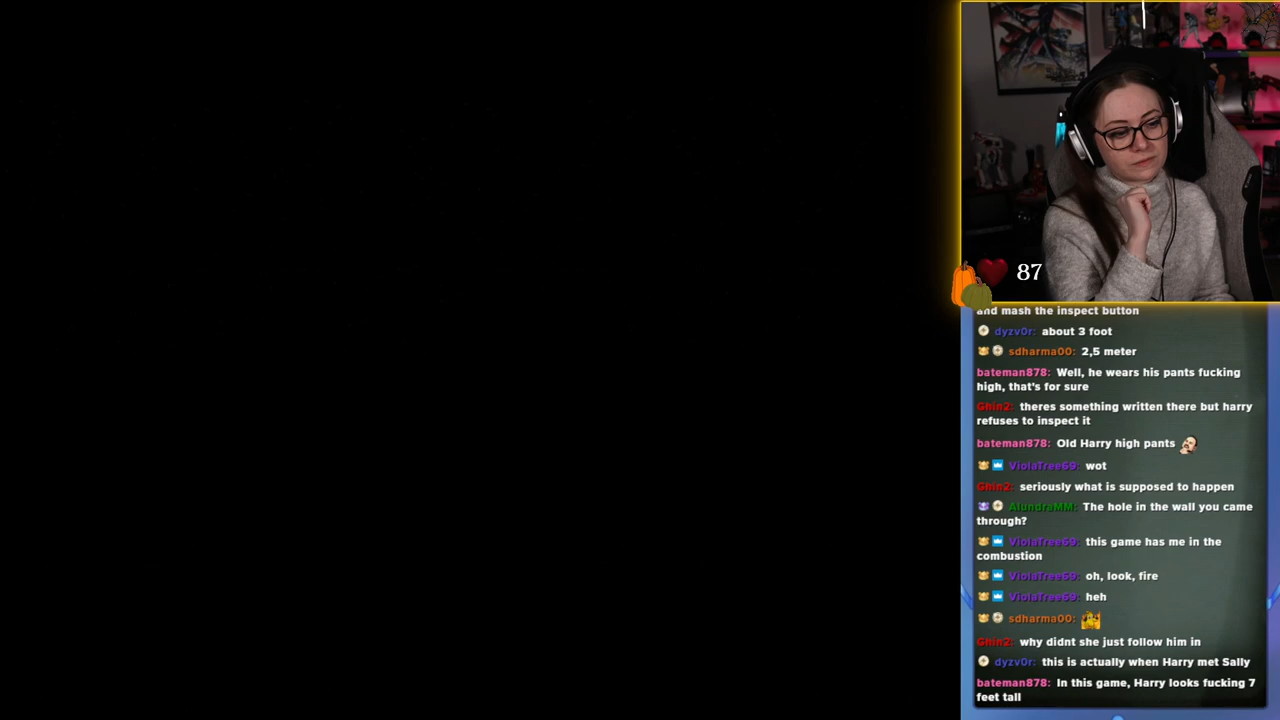 87
and mash the inspect button
dyzv0r: about 3 foot
sdharma00: 2,5 meter
bateman878: Well, he wears his pants fucking
high, that's for sure
Ghin2: theres something written there but harry
refuses to inspect it
bateman878: Old Harry high pants
ViolaTree69: wot
Ghin2: seriously what is supposed to happen
AlundraMM: The hole in the wall you came
through?
ViolaTree69: this game has me in the
combustion
ViolaTree69: oh, look, fire
ViolaTree69: heh
sdharma00:
Ghin2: why didnt she just follow him in
dyzv0r: this is actually when Harry met Sally
bateman878: In this game, Harry looks fucking 7
feet tall